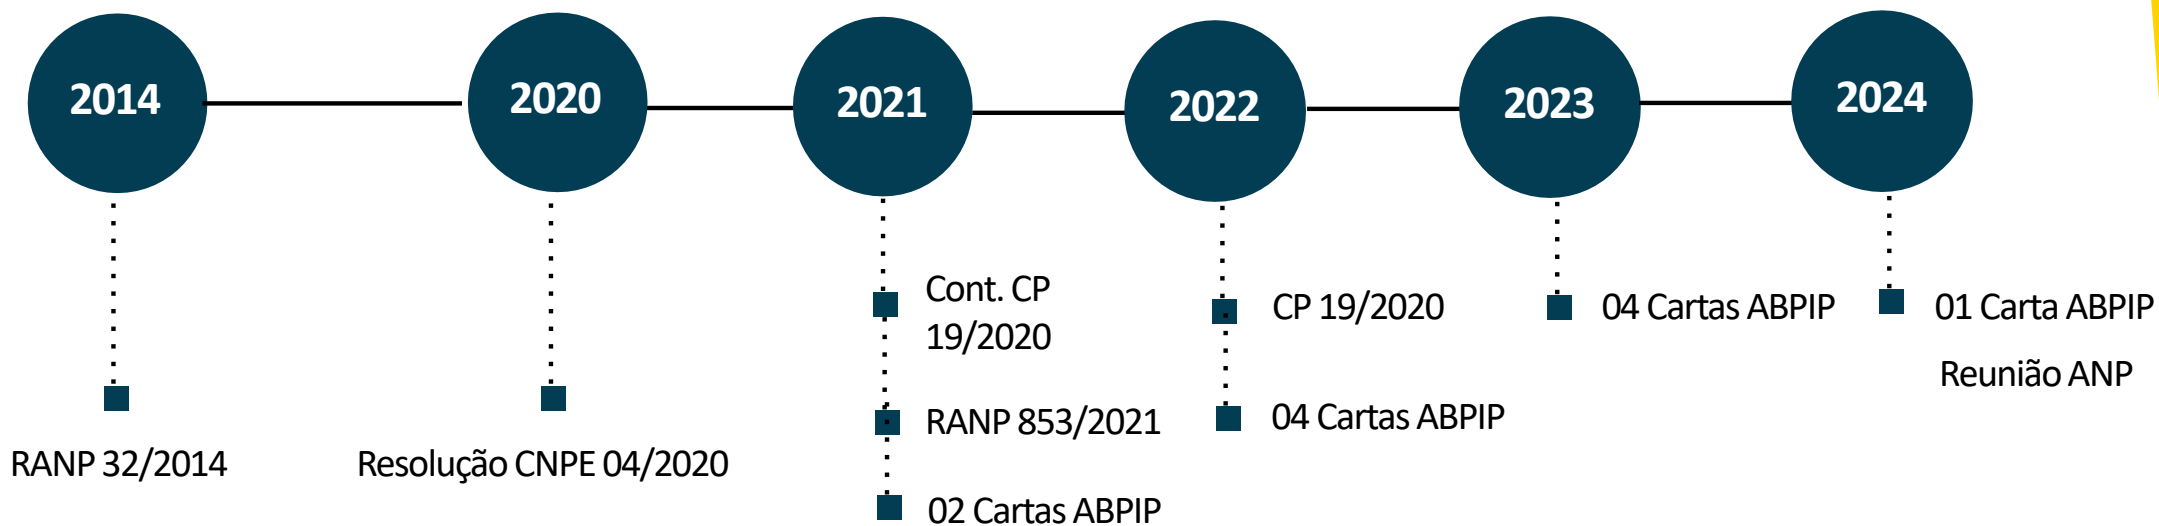 2014
2020
2021
2022
2023
2024
RANP 32/2014
Resolução CNPE 04/2020
Cont. CP
19/2020
RANP 853/2021
02 Cartas ABPIP
CP 19/2020
04 Cartas ABPIP
04 Cartas ABPIP
01 Carta ABPIP
Reunião ANP